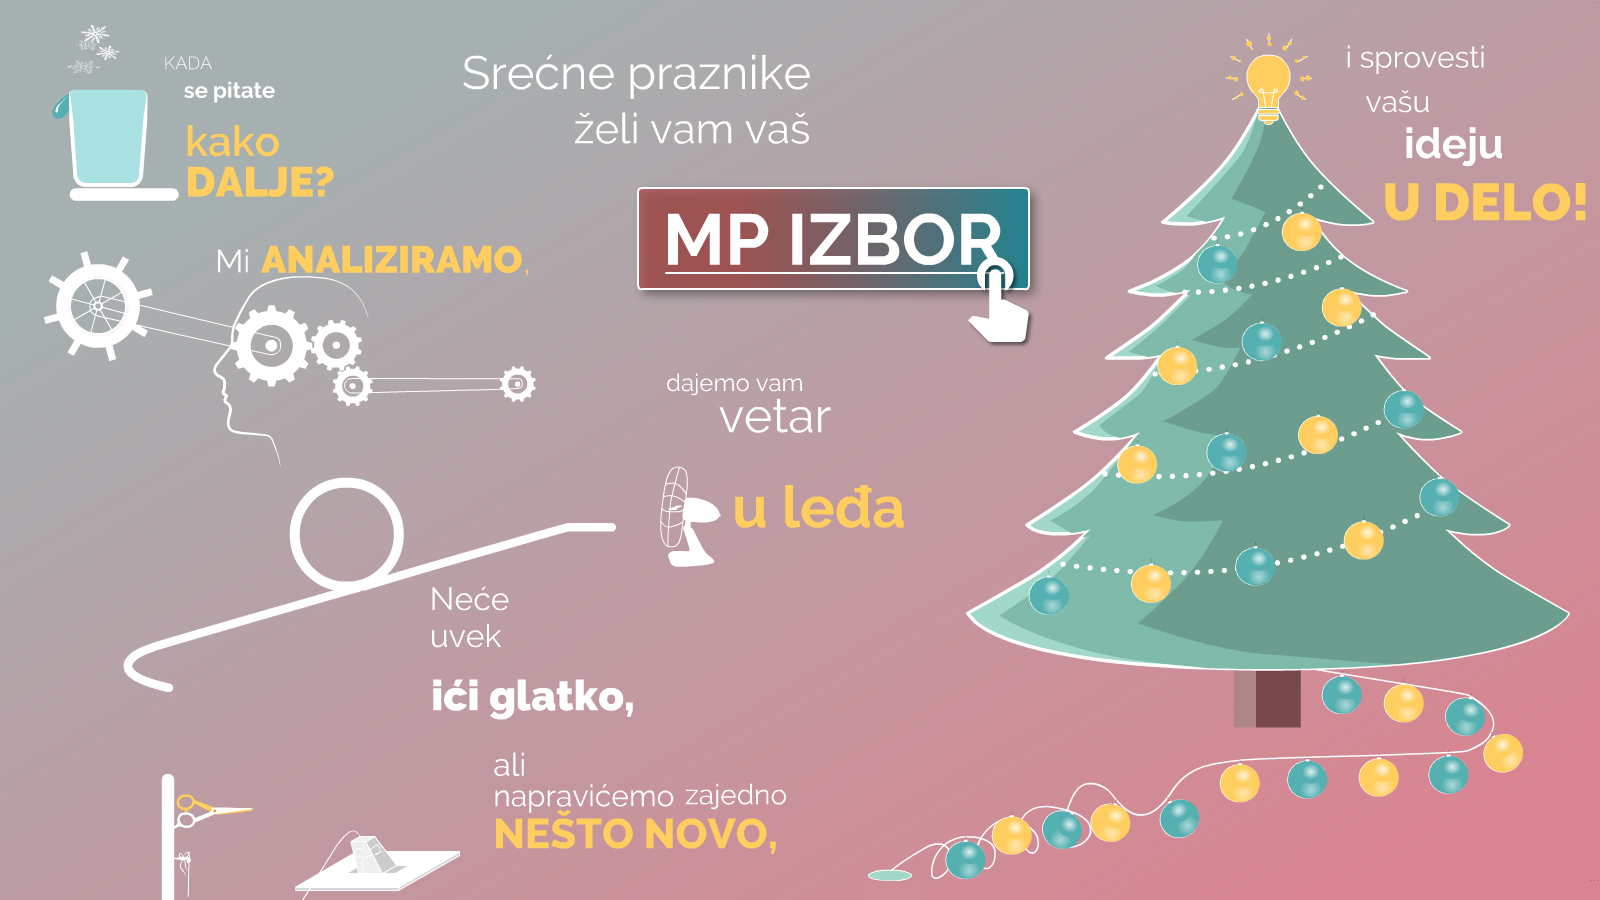 Srećne praznike
želi vam vaš
MP IZBOR
KADA
se pitate
kako
DALJE?
Mi ANALIZIRAMO,
dajemo vam
vetar
u leđa
Neće
uvek
ići glatko,
ali
napravićemo zajedno
NEŠTO NOVO,
i sprovesti
vašu
ideju
U DELO!